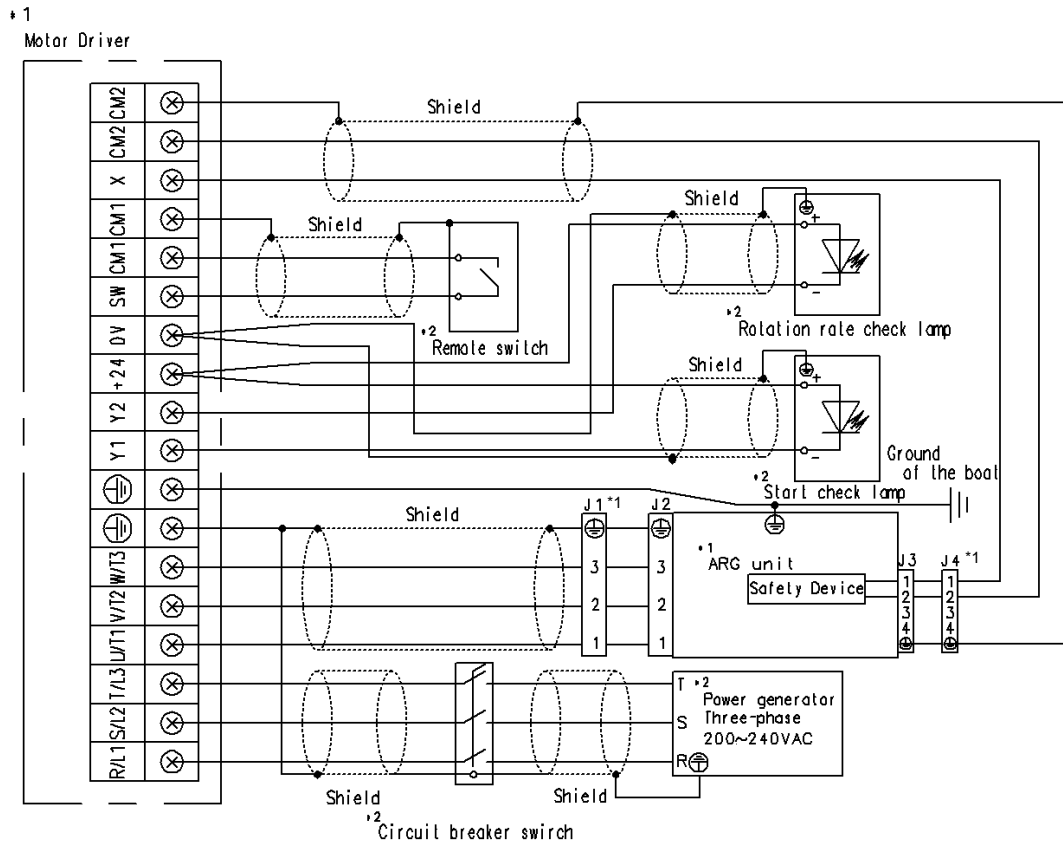 *1
Motor Driver
CM2
CM2
X
CM1
CM1
SW
0V
+24
Y2
Y1
W/T3
V/T2
U/T1
T/L3
S/L2
R/L1
Shield
Shield
*2
Remote switch
Shield
+
-
*2
Rotation rate check lamp
Shield
+
-
*2
Start check lamp
Ground
of the boat
Shield
J1 *1
3
2
1
J2
3
2
1
*1
ARG unit
Safety Device
J3
1
2
3
4
J4 *1
1
2
3
4
T *2
Power generator
S Three-phase
200~240VAC
R
Shield
Shield
*2
Circuit breaker swirch